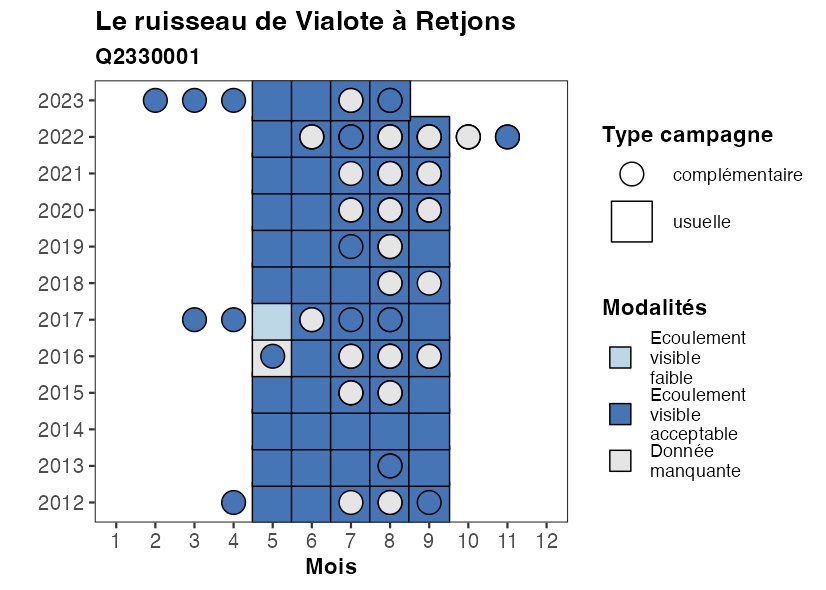 Le ruisseau de Vialote à Retjons
Q2330001
2023
2022
2021
2020
2019
2018
2017
2016
2015
2014
2013
2012
1 2 3 4 5 6 7 8 9 10 11 12
Mois
Type campagne
complémentaire
usuelle
Modalités
Ecoulement
visible
faible
Ecoulement
visible
acceptable
Donnée
manquante